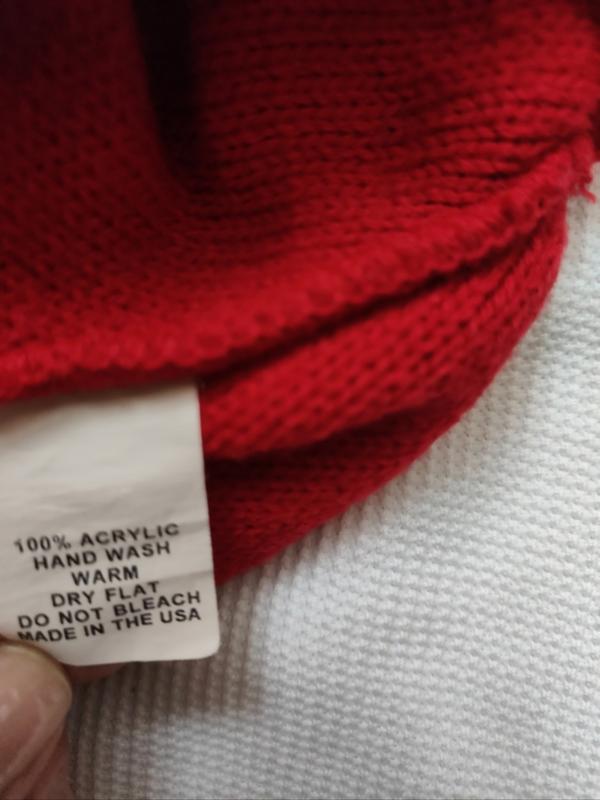 100% ACRYLIC
HAND WASH
WARM
DRY FLAT
DO NOT BLEACH
MADE IN THE USA